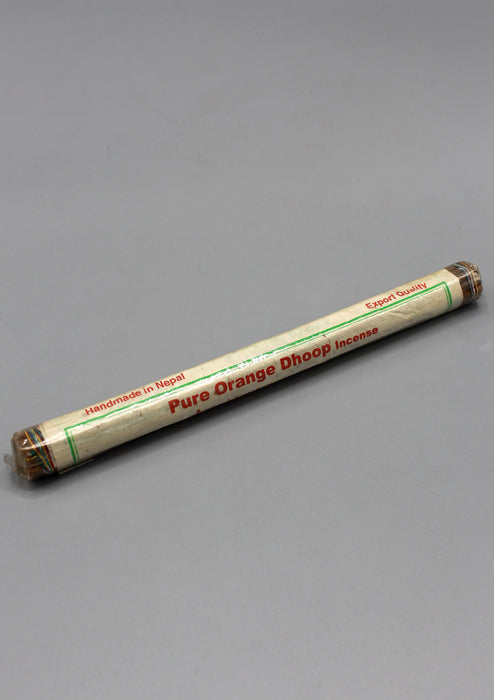 Export Quality
Handmade in Nepal
Pure Orange Dhoop Incense